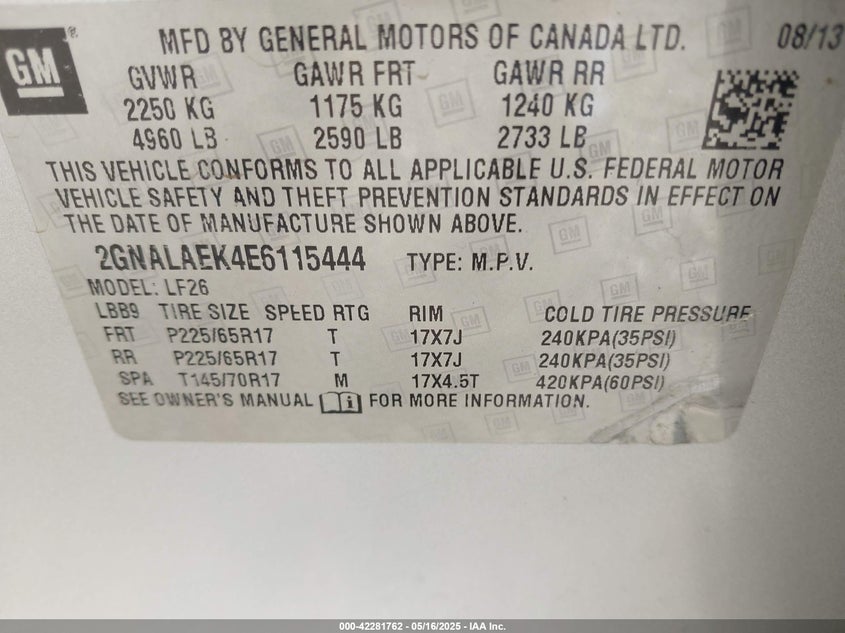 GM
MFD BY GENERAL MOTORS OF CANADA LTD. 08/13
GVWR GAWR FRT GAWR RR
2250 KG 1175 KG 1240 KG
4960 LB 2590 LB 2733 LB
THIS VEHICLE CONFORMS TO ALL APPLICABLE U.S. FEDERAL MOTOR
VEHICLE SAFETY AND THEFT PREVENTION STANDARDS IN EFFECT ON
THE DATE OF MANUFACTURE SHOWN ABOVE.
2GNALAEK4E6115444 TYPE: M.P.V.
MODEL: LF26
LBB9 TIRE SIZE SPEED RTG RIM COLD TIRE PRESSURE
FRT P225/65R17 T 17X7J 240KPA(35PSI)
RR P225/65R17 T 17X7J 240KPA(35PSI)
SPA T145/70R17 M 17X4.5T 420KPA(60PSI)
SEE OWNER'S MANUAL FOR MORE INFORMATION.
000-42281762 - 05/16/2025 - IAA Inc.